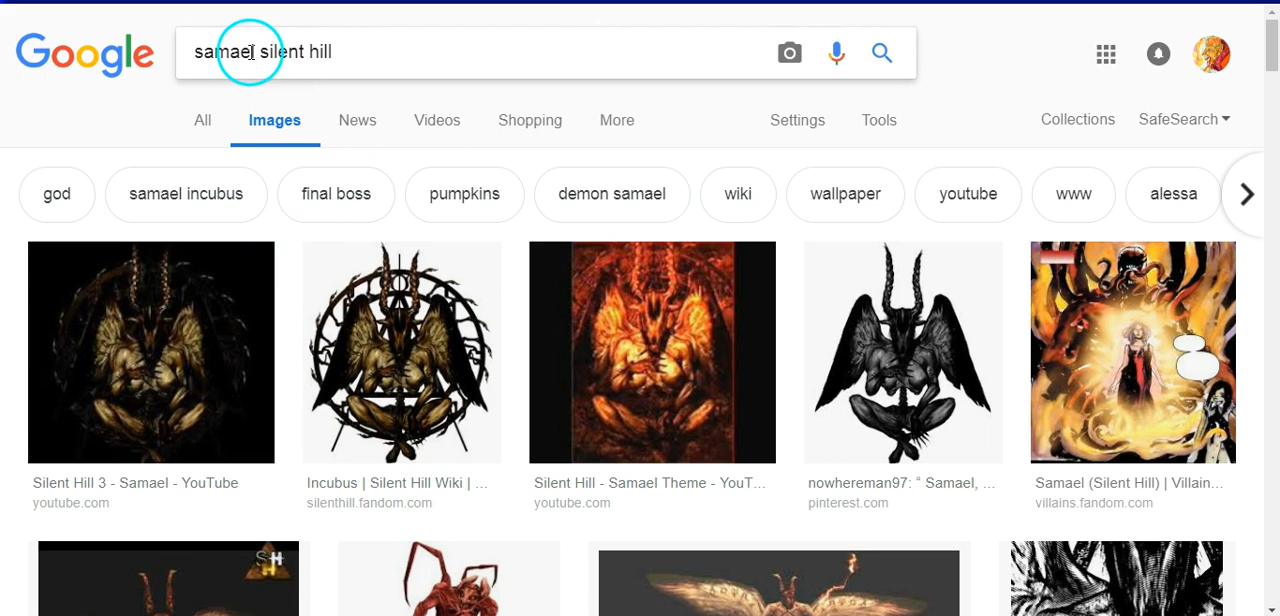 Google
samael silent hill
All Images News Videos Shopping More Settings Tools Collections SafeSearch
god samael incubus final boss pumpkins demon samael wiki wallpaper youtube www alessa
Silent Hill 3 - Samael - YouTube
youtube.com
Incubus | Silent Hill Wiki | ...
silenthill.fandom.com
Silent Hill - Samael Theme - YouT...
youtube.com
nowhereman97: “ Samael, ...
pinterest.com
Samael (Silent Hill) | Villain...
villains.fandom.com
SH